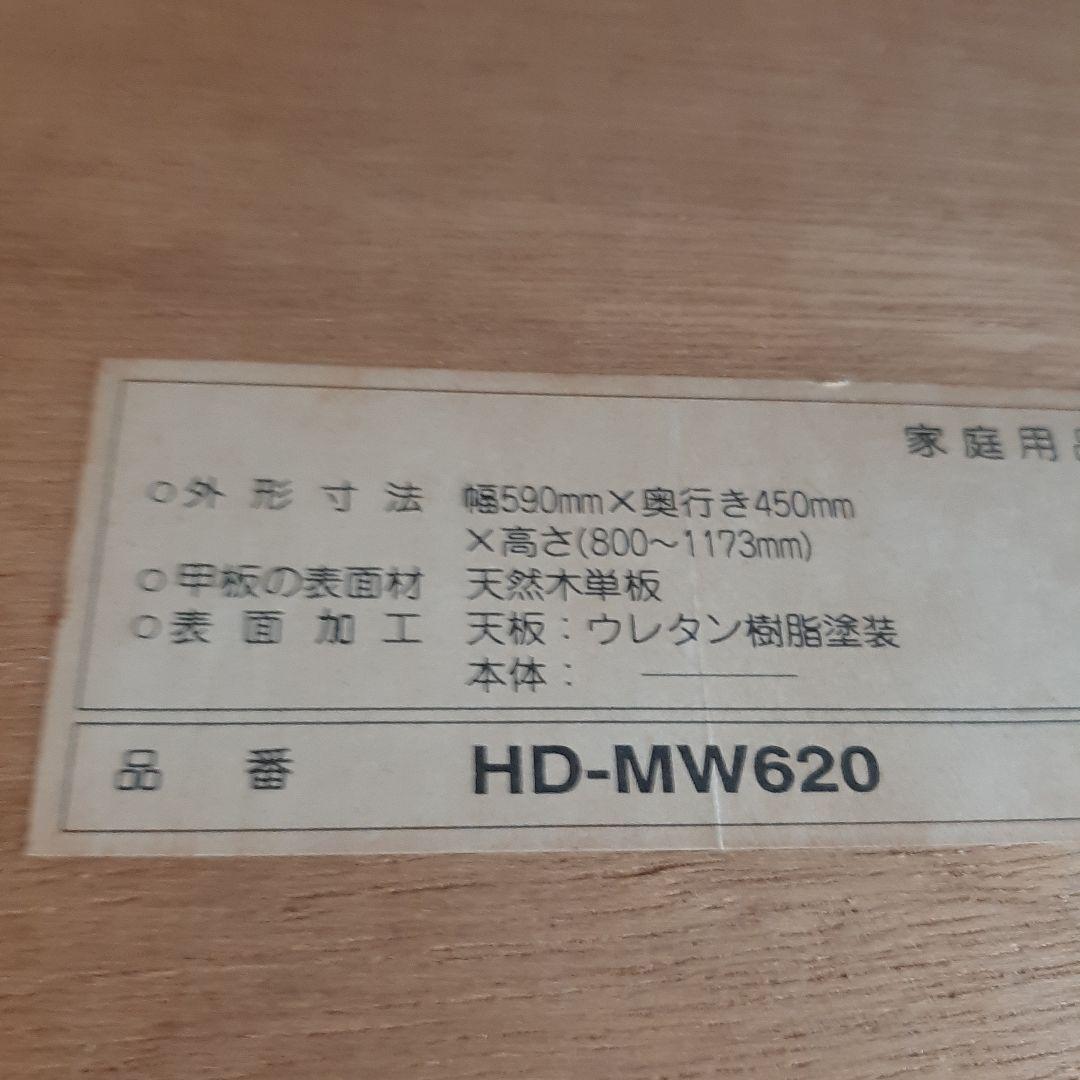 家庭用
○外形寸法 幅590mm×奥行き450mm
×高さ(800～1173mm)
○甲板の表面材 天然木単板
○表面加工 天板：ウレタン樹脂塗装
本体： ―――
品番 HD-MW620